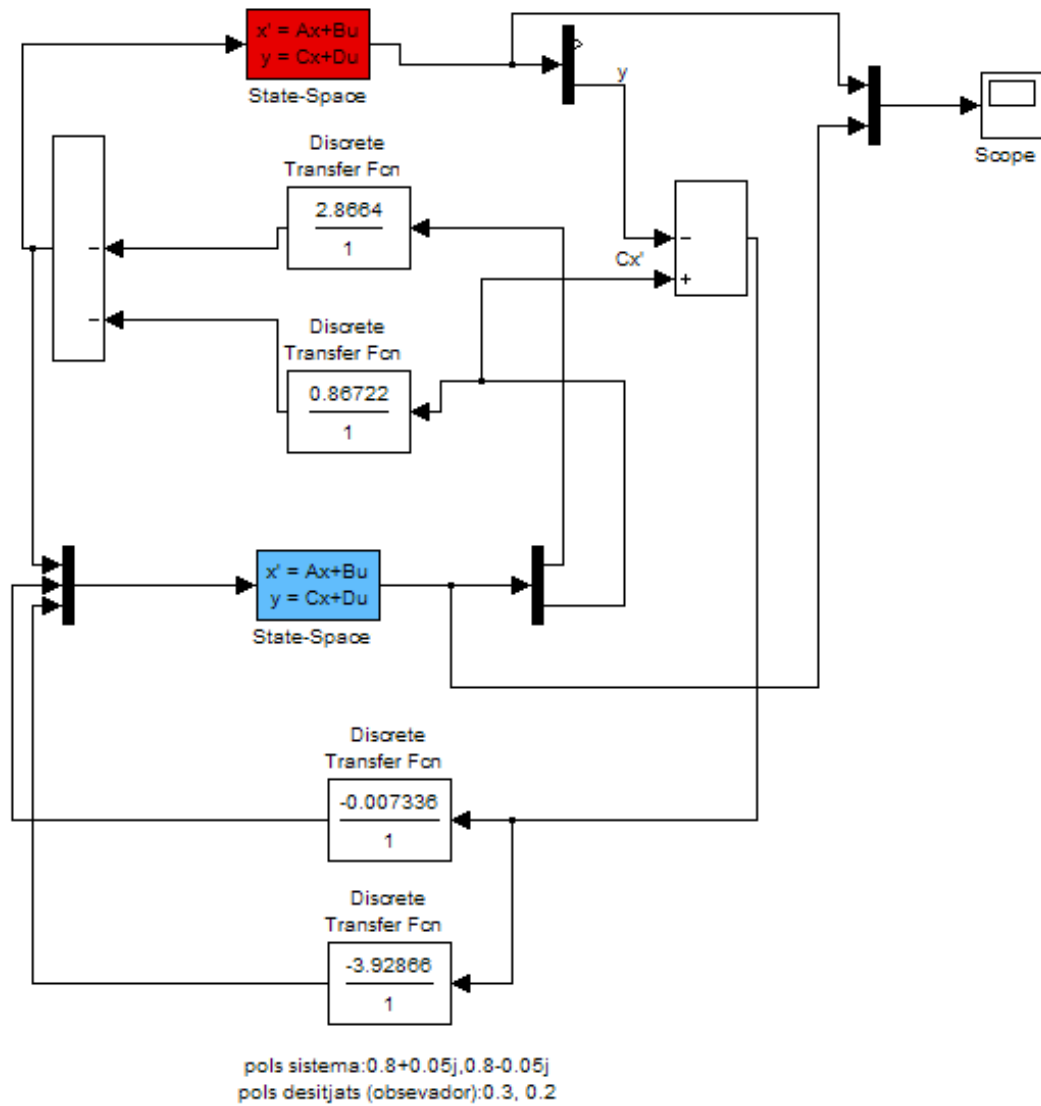 x' = Ax+Bu
y = Cx+Du
State-Space
y
Scope
Discrete
Transfer Fcn
2.8664
1
−
−
Cx'
−
+
Discrete
Transfer Fcn
0.86722
1
x' = Ax+Bu
y = Cx+Du
State-Space
Discrete
Transfer Fcn
-0.007336
1
Discrete
Transfer Fcn
-3.92866
1
pols sistema:0.8+0.05j,0.8-0.05j
pols desitjats (obsevador):0.3, 0.2